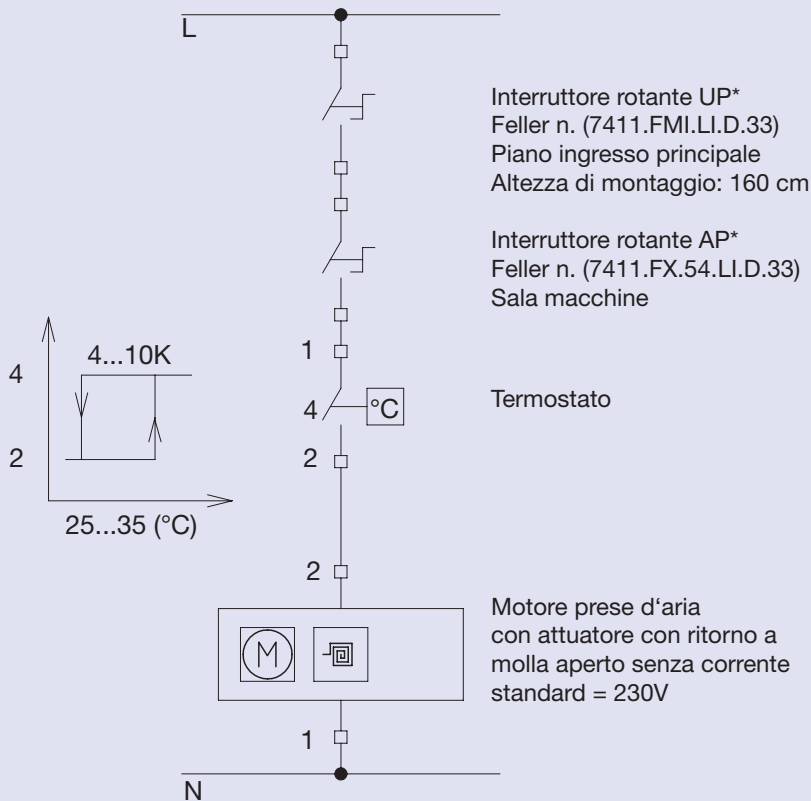 L
Interruttore rotante UP*
Feller n. (7411.FMI.LI.D.33)
Piano ingresso principale
Altezza di montaggio: 160 cm
Interruttore rotante AP*
Feller n. (7411.FX.54.LI.D.33)
Sala macchine
1
4...10K
4
4
°C
Termostato
2
2
25...35 (°C)
2
Motore prese d‘aria
con attuatore con ritorno a
molla aperto senza corrente
standard = 230V
M
1
N